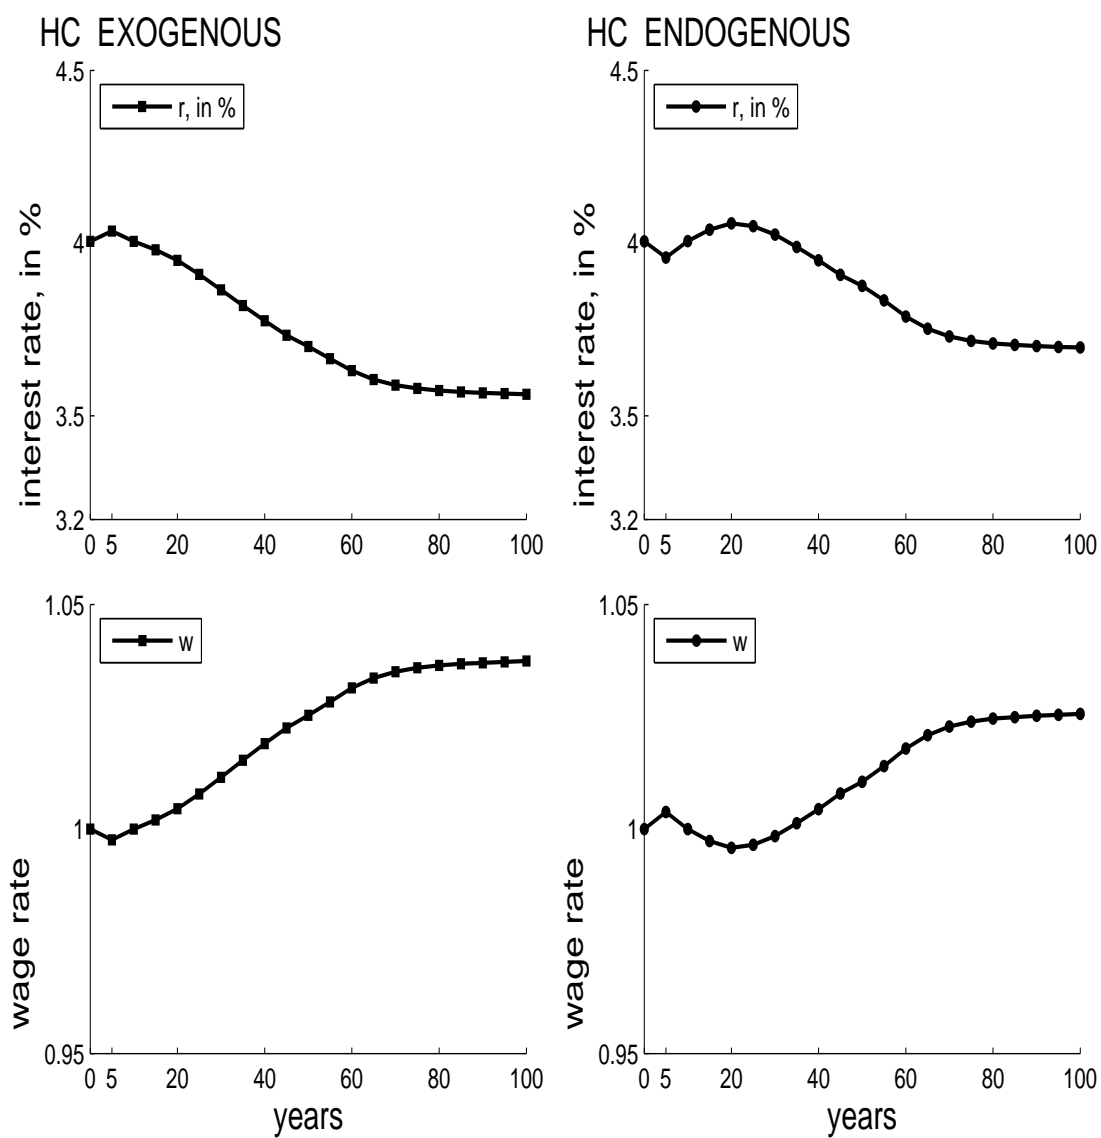 HC EXOGENOUS
HC ENDOGENOUS
4.5
r, in %
4
3.5
3.2
interest rate, in %
0 5 20 40 60 80 100
4.5
r, in %
4
3.5
3.2
interest rate, in %
0 5 20 40 60 80 100
1.05
w
1
0.95
wage rate
0 5 20 40 60 80 100
years
1.05
w
1
0.95
wage rate
0 5 20 40 60 80 100
years